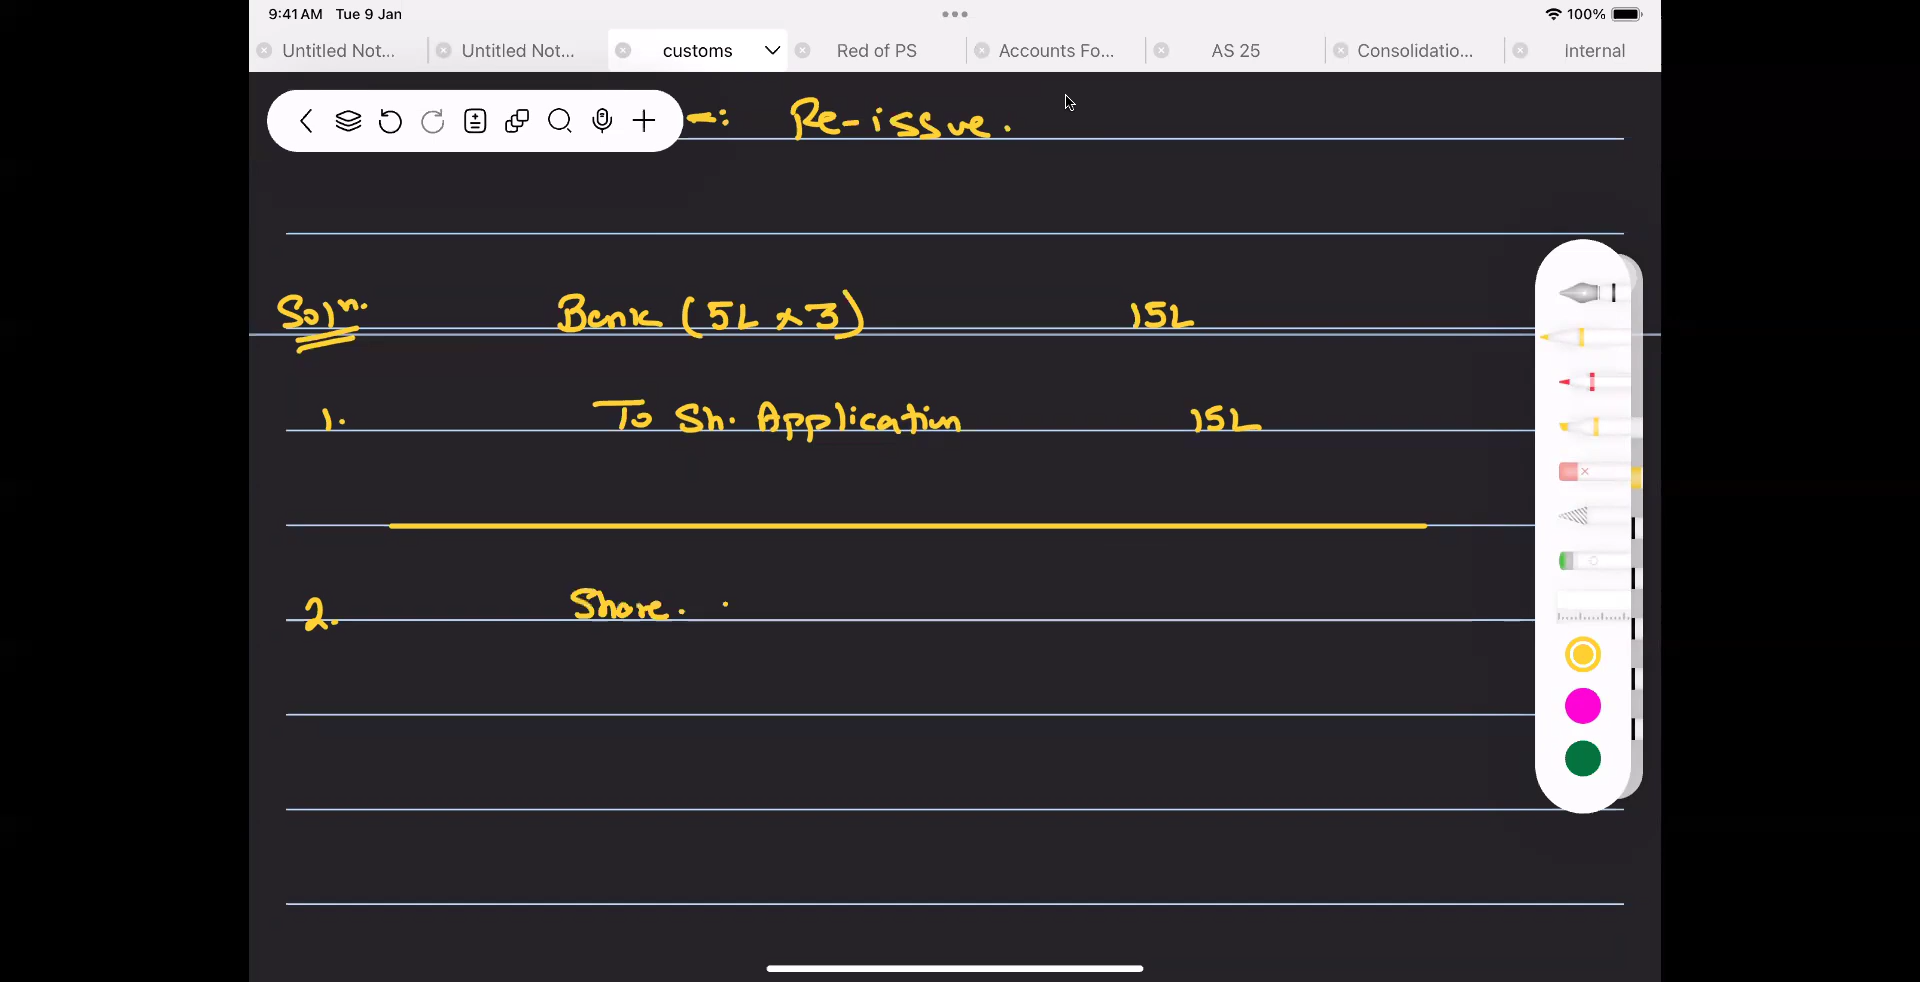 9:41 AM Tue 9 Jan 100%
Untitled Not... Untitled Not... customs Red of PS Accounts Fo... AS 25 Consolidatio... Internal
-: Re-issue.
Solⁿ. Bank (5L x 3) 15L
1. To Sh. Application 15L
2. Share.